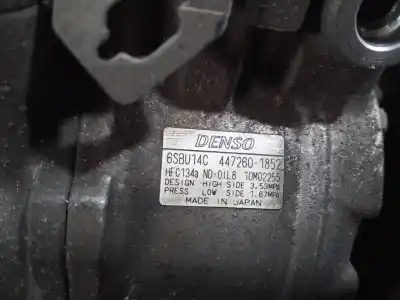 DENSO
6SBU14C 447260-1852
HFC134a ND-OIL8 10M02255
DESIGN HIGH SIDE 3.53MPa
PRESS LOW SIDE 1.67MPa
MADE IN JAPAN